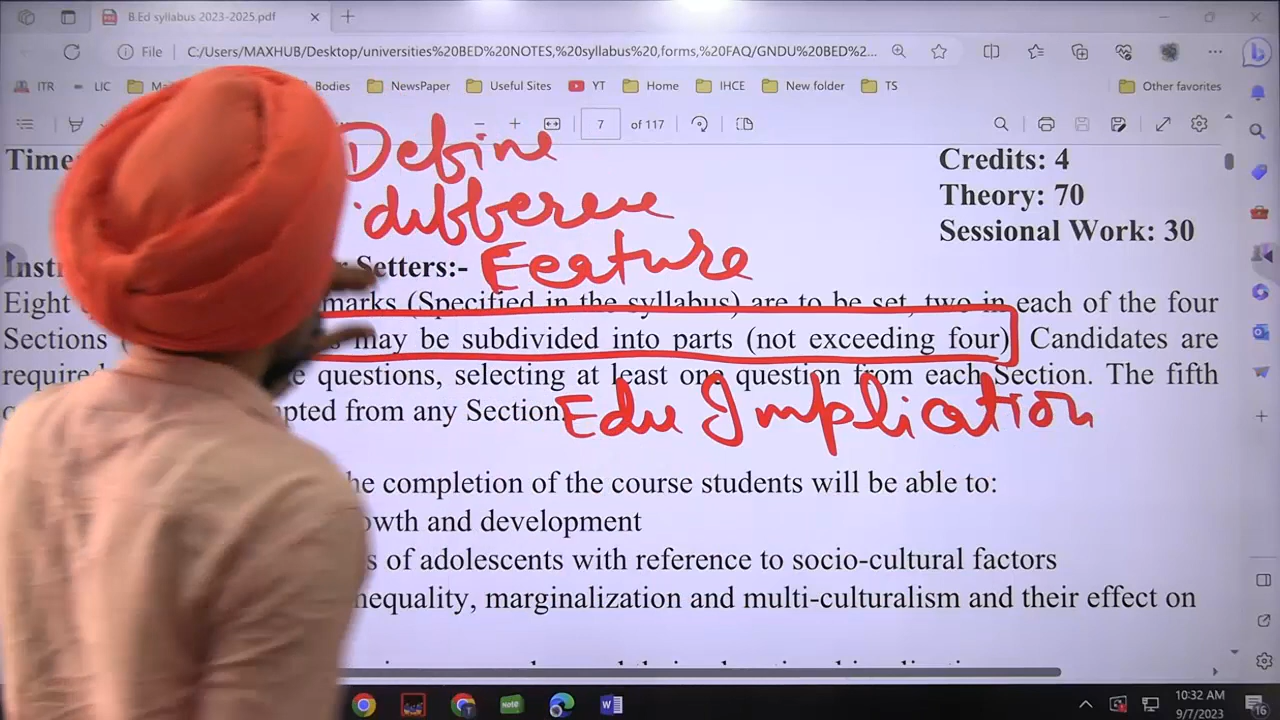 B.Ed syllabus 2023-2025.pdf
File C:/Users/MAXHUB/Desktop/universities%20BED%20NOTES,%20syllabus%20,forms,%20FAQ/GNDU%20BED%2...
ITR LIC Bodies NewsPaper Useful Sites YT Home IHCE New folder TS Other favorites
7 of 117
Define
Time Credits: 4
differene
Theory: 70
Sessional Work: 30
Feature
Setters:-
Eight marks (Specified in the syllabus) are to be set, two in each of the four
Sections may be subdivided into parts (not exceeding four) Candidates are
questions, selecting at least one question from each Section. The fifth
from any Section.
Edu Implication
the completion of the course students will be able to:
and development
of adolescents with reference to socio-cultural factors
marginalization and multi-culturalism and their effect on
10:32 AM
9/7/2023
16